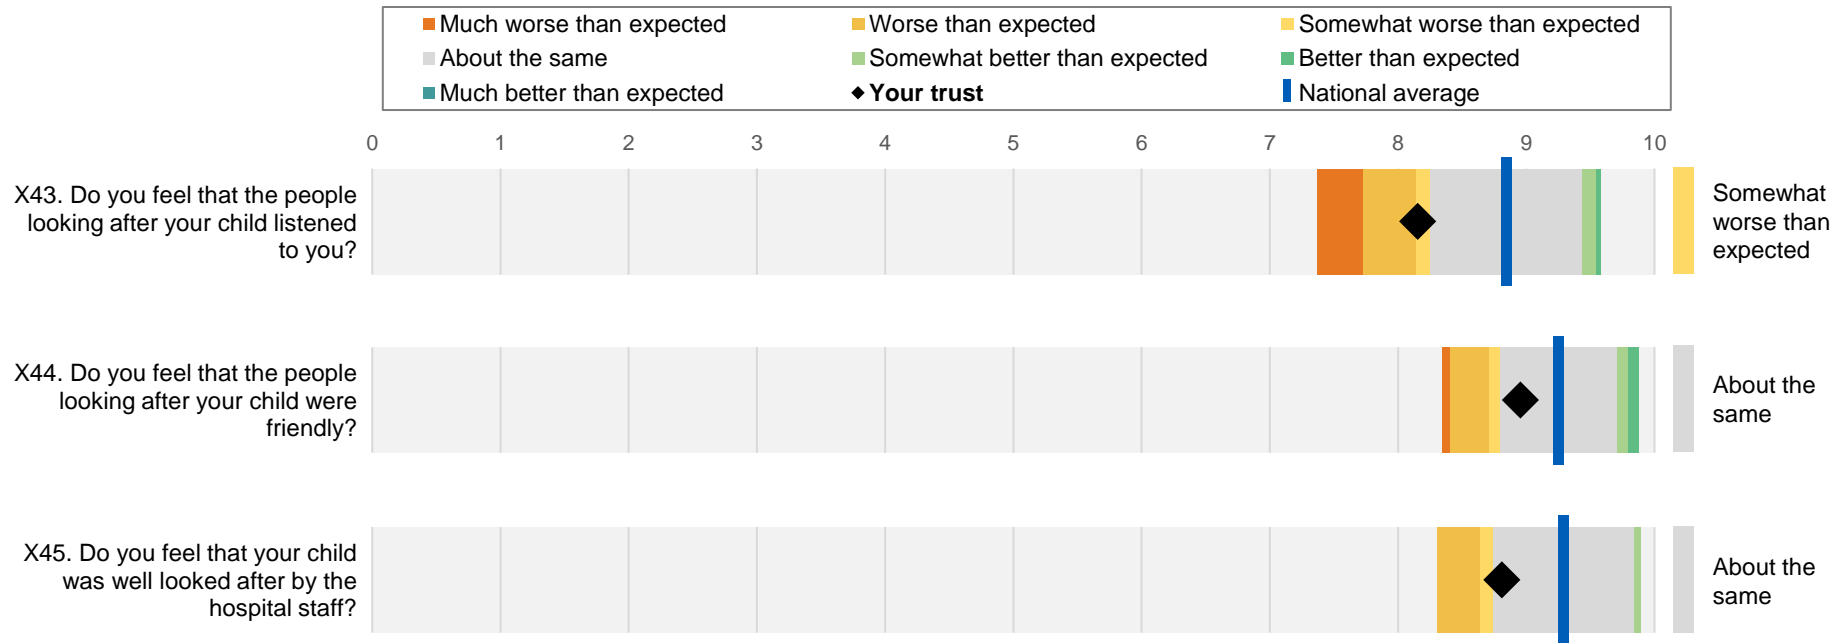 Much worse than expected
Worse than expected
Somewhat worse than expected
About the same
Somewhat better than expected
Better than expected
Much better than expected
Your trust
National average
0 1 2 3 4 5 6 7 8 9 10
X43. Do you feel that the people
looking after your child listened
to you?
Somewhat
worse than
expected
X44. Do you feel that the people
looking after your child were
friendly?
About the
same
X45. Do you feel that your child
was well looked after by the
hospital staff?
About the
same